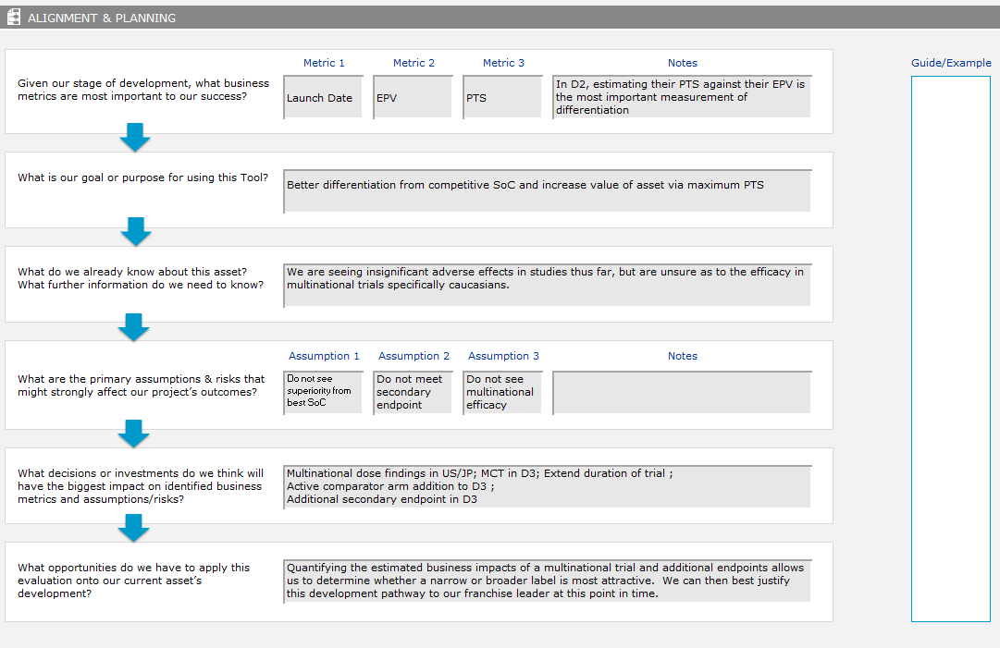 ALIGNMENT & PLANNING
Metric 1
Metric 2
Metric 3
Notes
Guide/Example
Given our stage of development, what business
metrics are most important to our success?
Launch Date
EPV
PTS
In D2, estimating their PTS against their EPV is
the most important measurement of
differentiation
What is our goal or purpose for using this Tool?
Better differentiation from competitive SoC and increase value of asset via maximum PTS
What do we already know about this asset?
What further information do we need to know?
We are seeing insignificant adverse effects in studies thus far, but are unsure as to the efficacy in
multinational trials specifically caucasians.
Assumption 1
Assumption 2
Assumption 3
Notes
What are the primary assumptions & risks that
might strongly affect our project's outcomes?
Do not see
superiority from
best SoC
Do not meet
secondary
endpoint
Do not see
multinational
efficacy
What decisions or investments do we think will
have the biggest impact on identified business
metrics and assumptions/risks?
Multinational dose findings in US/JP; MCT in D3; Extend duration of trial ;
Active comparator arm addition to D3 ;
Additional secondary endpoint in D3
What opportunities do we have to apply this
evaluation onto our current asset's
development?
Quantifying the estimated business impacts of a multinational trial and additional endpoints allows
us to determine whether a narrow or broader label is most attractive.  We can then best justify
this development pathway to our franchise leader at this point in time.